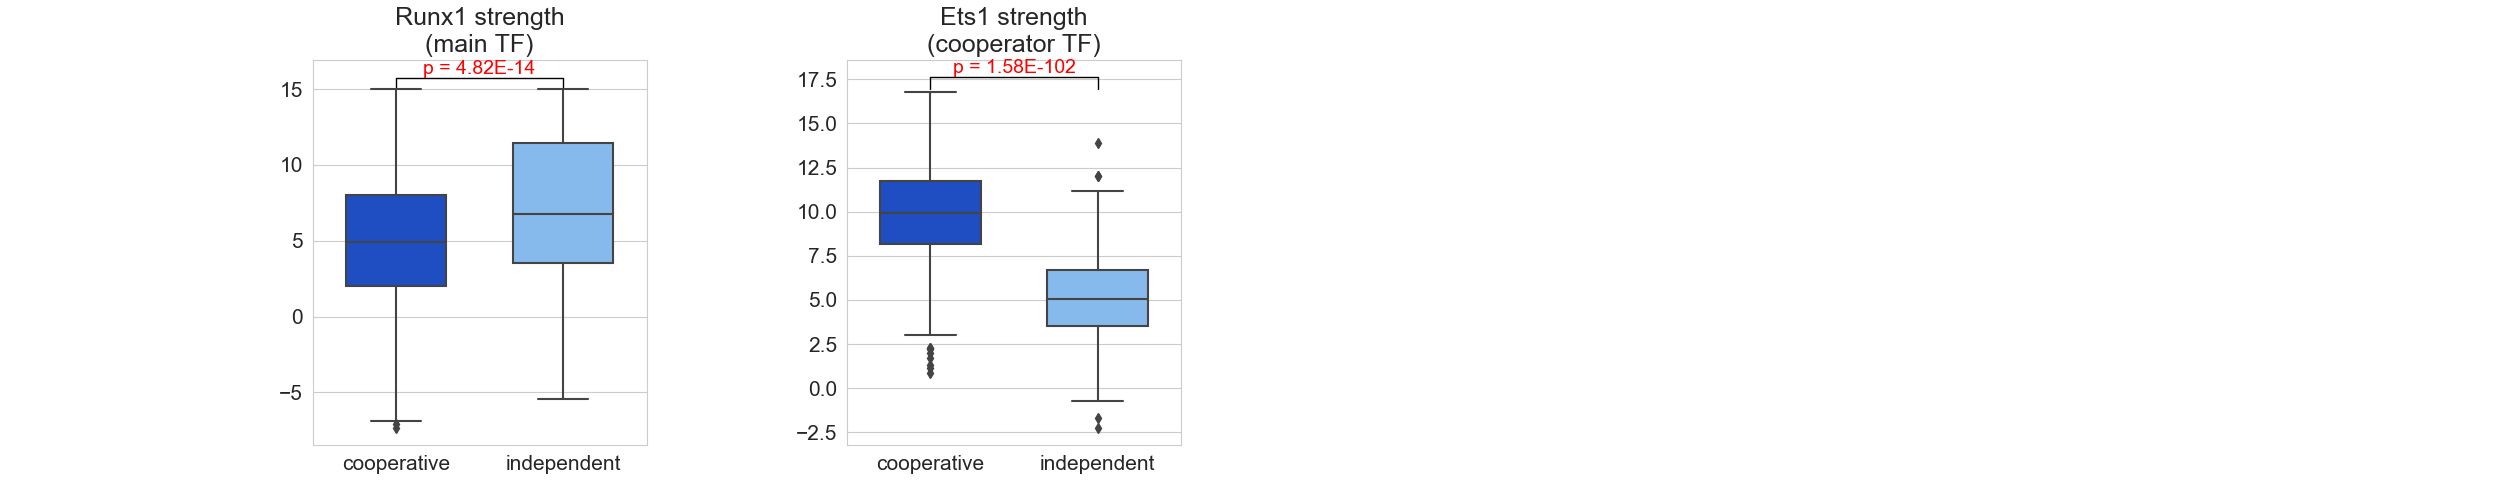 Runx1 strength
(main TF)
p = 4.82E-14
15
10
5
0
−5
cooperative
independent
Ets1 strength
(cooperator TF)
p = 1.58E-102
17.5
15.0
12.5
10.0
7.5
5.0
2.5
0.0
−2.5
cooperative
independent